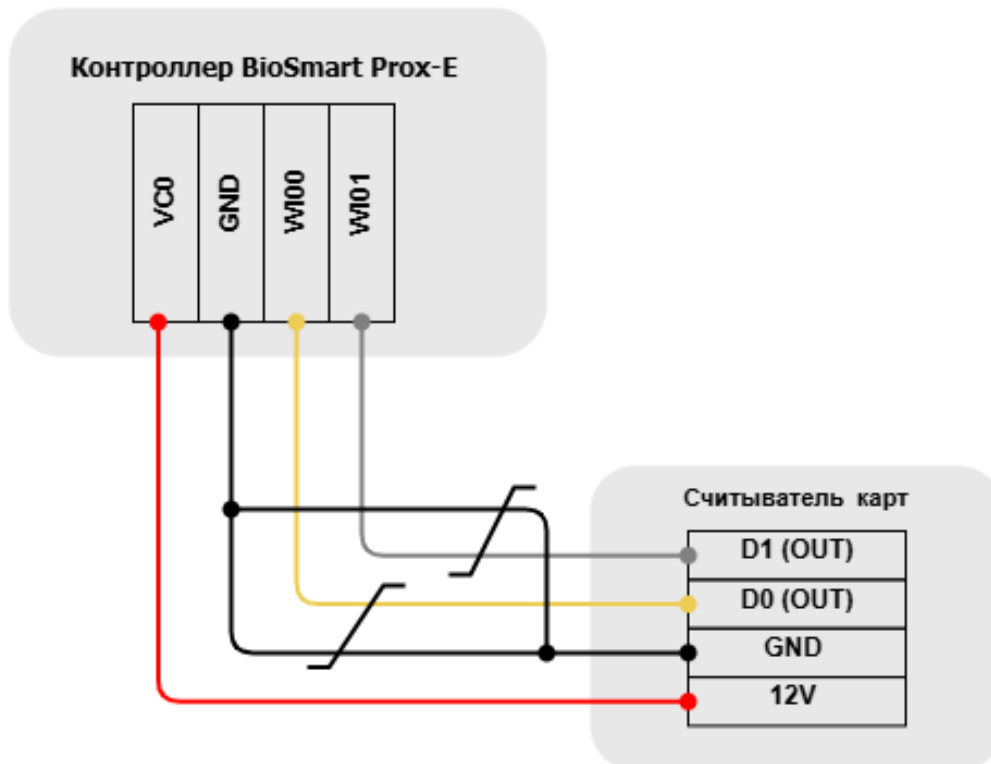 Контроллер BioSmart Prox-E
VC0
GND
WI00
WI01
Считыватель карт
D1 (OUT)
D0 (OUT)
GND
12V